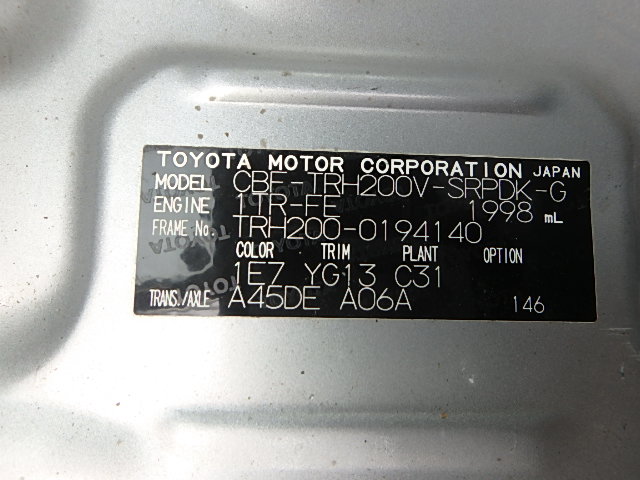 TOYOTA MOTOR CORPORATION JAPAN
MODEL CBF-TRH200V-SRPDK-G
ENGINE 1TR-FE 1998 mL
FRAME No. TRH200-0194140
COLOR TRIM PLANT OPTION
1E7 YG13 C31
TRANS./AXLE A45DE A06A 146